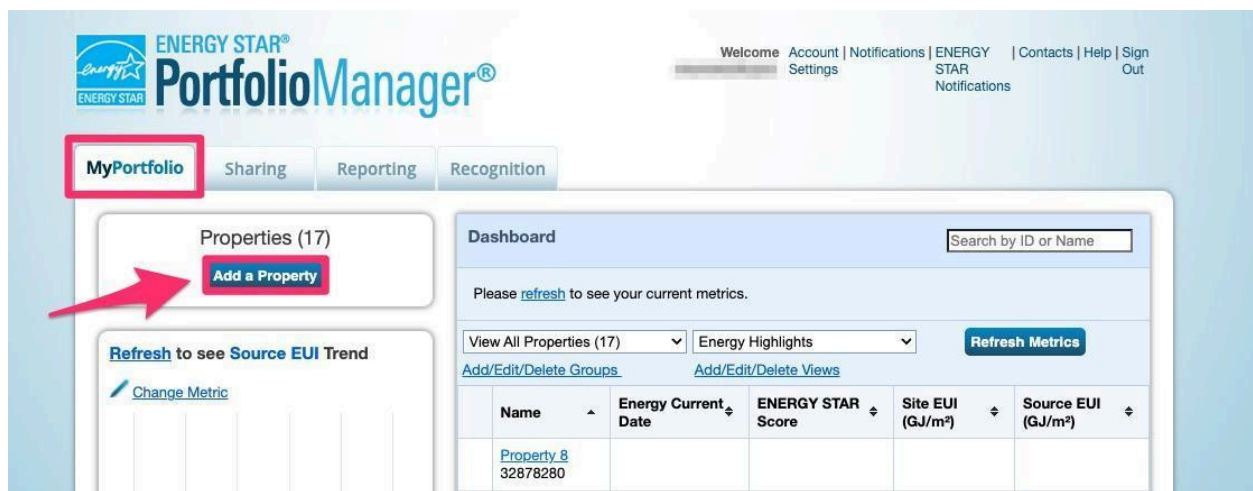 ENERGY STAR®
PortfolioManager®
energy
ENERGY STAR
Welcome
Account Settings | Notifications | ENERGY STAR Notifications | Contacts | Help | Sign Out
MyPortfolio
Sharing
Reporting
Recognition
Properties (17)
Add a Property
Refresh to see Source EUI Trend
Change Metric
Dashboard
Search by ID or Name
Please refresh to see your current metrics.
View All Properties (17)
Energy Highlights
Refresh Metrics
Add/Edit/Delete Groups
Add/Edit/Delete Views
Name
Energy Current Date
ENERGY STAR Score
Site EUI (GJ/m²)
Source EUI (GJ/m²)
Property 8
32878280